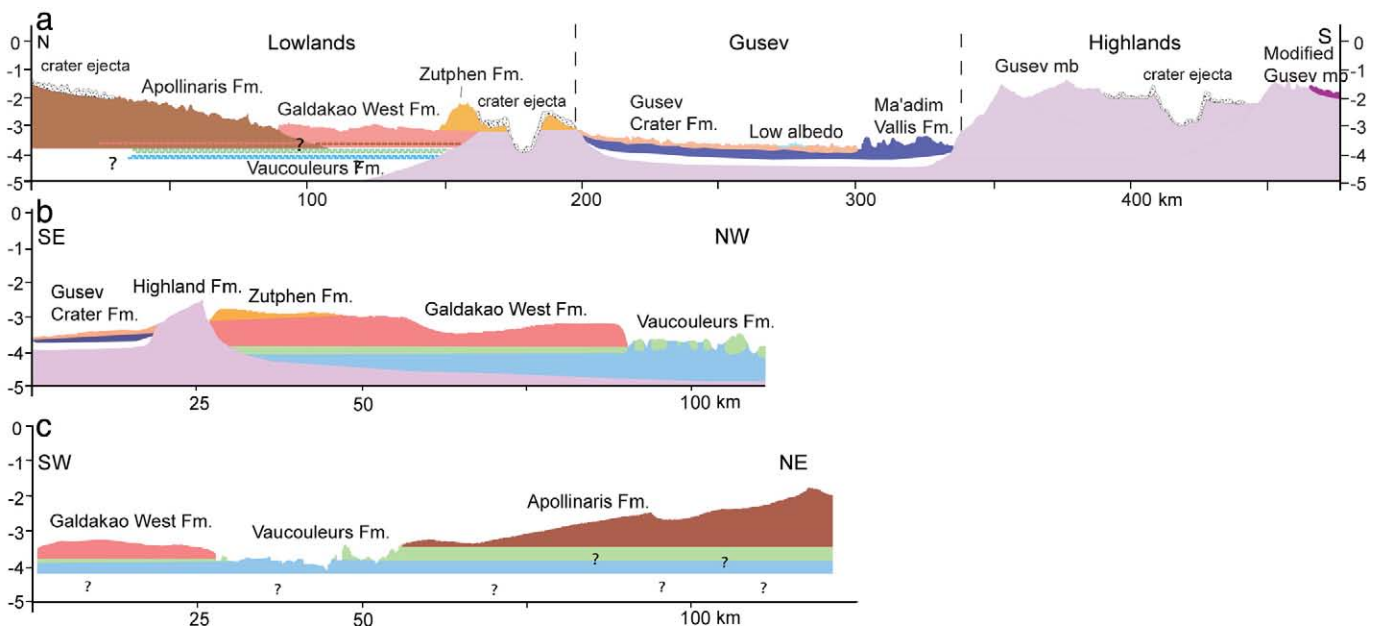 a
N
S
Lowlands
Gusev
Highlands
0
-1
-2
-3
-4
-5
0
-1
-2
-3
-4
-5
crater ejecta
Apollinaris Fm.
Galdakao West Fm.
Zutphen Fm.
crater ejecta
Gusev
Crater Fm.
Low albedo
Ma'adim
Vallis Fm.
Gusev mb
crater ejecta
Modified
Gusev mb
?
?
?
Vaucouleurs Fm.
100
200
300
400 km
b
SE
NW
0
-1
-2
-3
-4
-5
Gusev
Crater Fm.
Highland Fm.
Zutphen Fm.
Galdakao West Fm.
Vaucouleurs Fm.
25
50
100 km
c
SW
NE
0
-1
-2
-3
-4
-5
Galdakao West Fm.
Vaucouleurs Fm.
Apollinaris Fm.
? ?
? ? ? ? ?
25
50
100 km